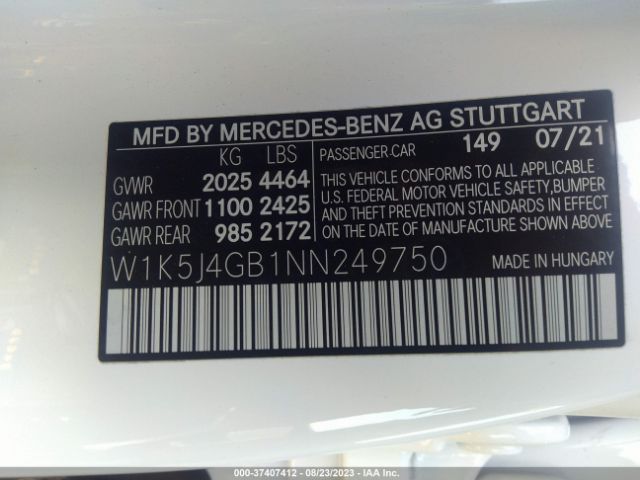 MFD BY MERCEDES-BENZ AG STUTTGART
KG LBS
GVWR 2025 4464
GAWR FRONT 1100 2425
GAWR REAR 985 2172
PASSENGER-CAR 149 07/21
THIS VEHICLE CONFORMS TO ALL APPLICABLE
U.S. FEDERAL MOTOR VEHICLE SAFETY,BUMPER
AND THEFT PREVENTION STANDARDS IN EFFECT
ON THE DATE OF MANUFACTURE SHOWN ABOVE.
W1K5J4GB1NN249750 MADE IN HUNGARY
000-37407412 - 08/23/2023 - IAA Inc.